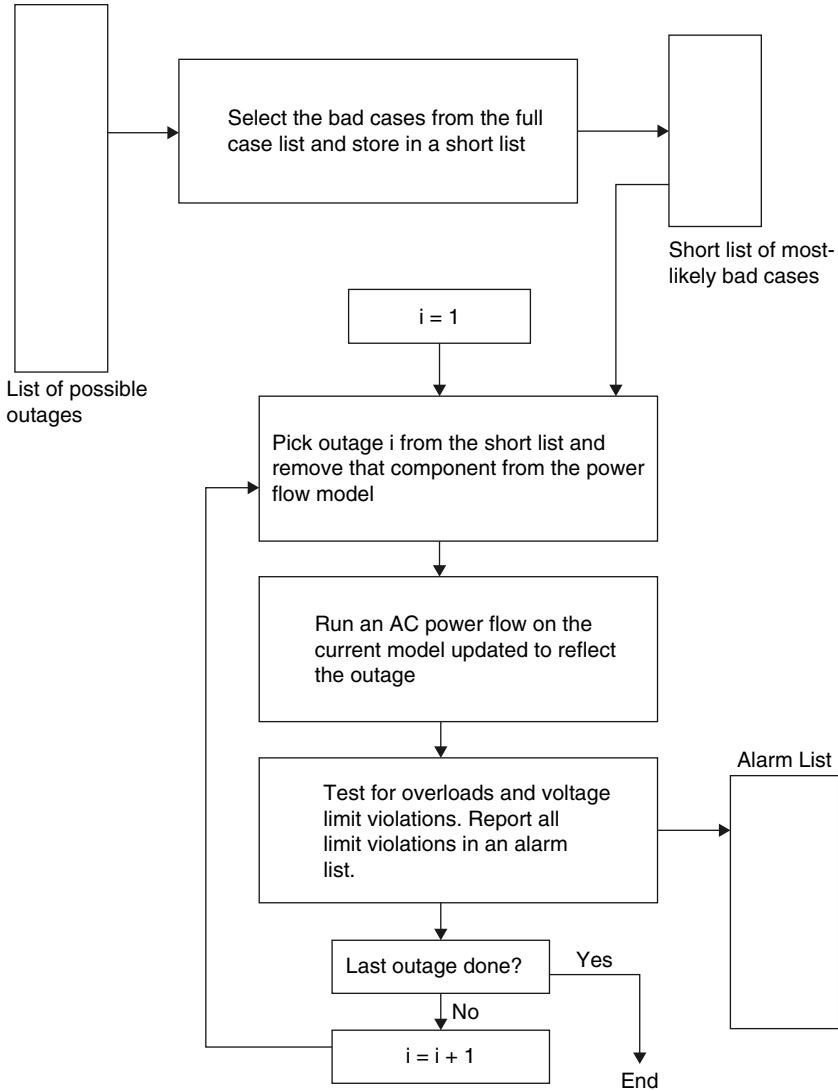 Select the bad cases from the full
case list and store in a short list
Short list of most-
likely bad cases
i = 1
List of possible
outages
Pick outage i from the short list and
remove that component from the power
flow model
Run an AC power flow on the
current model updated to reflect
the outage
Alarm List
Test for overloads and voltage
limit violations. Report all
limit violations in an alarm
list.
Last outage done?
Yes
No
i = i + 1
End